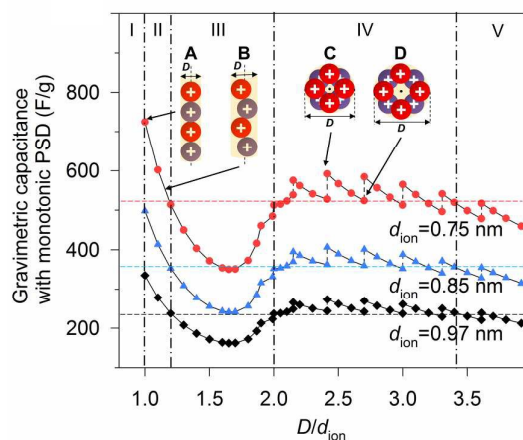 I II III IV V
A B C D
D D
+ + + +
+ + + +
+ + + +
+ + + +
D D
800
600
400
200
Gravimetric capacitance
with monotonic PSD (F/g)
d_ion=0.75 nm
d_ion=0.85 nm
d_ion=0.97 nm
1.0 1.5 2.0 2.5 3.0 3.5
D/d_ion